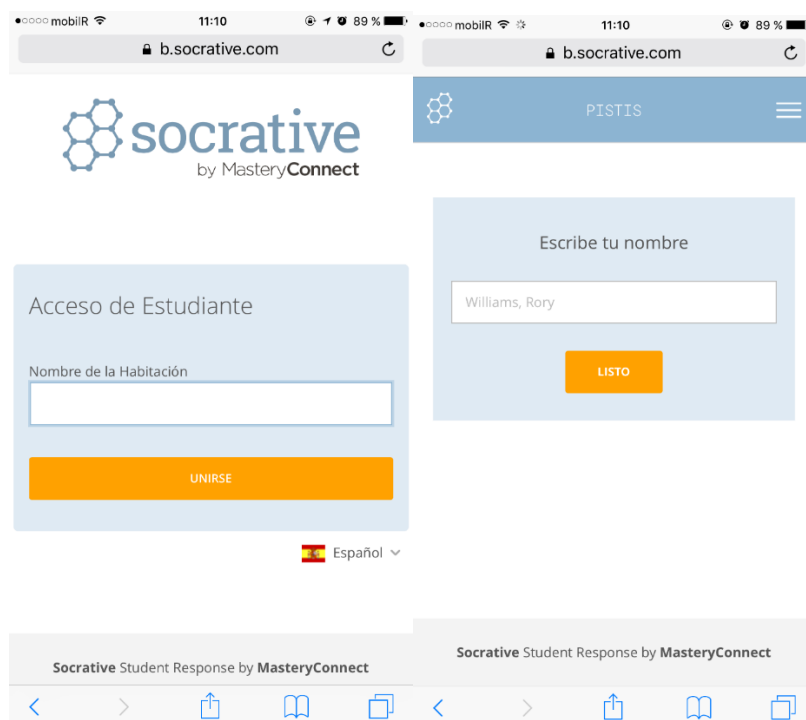 mobilR 11:10 89 %
b.socrative.com
socrative
by MasteryConnect
Acceso de Estudiante
Nombre de la Habitación
UNIRSE
Español
Socrative Student Response by MasteryConnect
mobilR 11:10 89 %
b.socrative.com
PISTIS
Escribe tu nombre
Williams, Rory
LISTO
Socrative Student Response by MasteryConnect